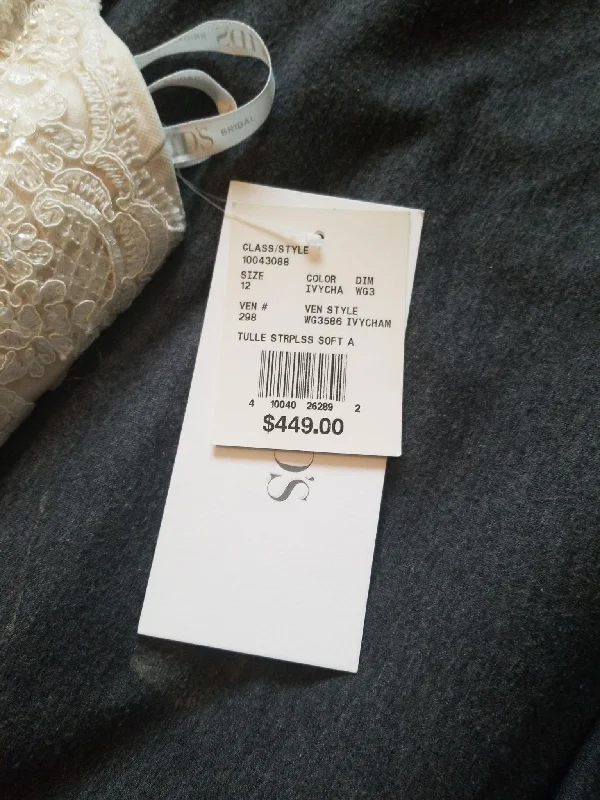 D'S BRIDAL
CLASS/STYLE
10043088
SIZE COLOR DIM
12 IVYCHA WG3
VEN # VEN STYLE
298 WG3586 IVYCHAM
TULLE STRPLSS SOFT A
4 10040 26289 2
$449.00
D'S